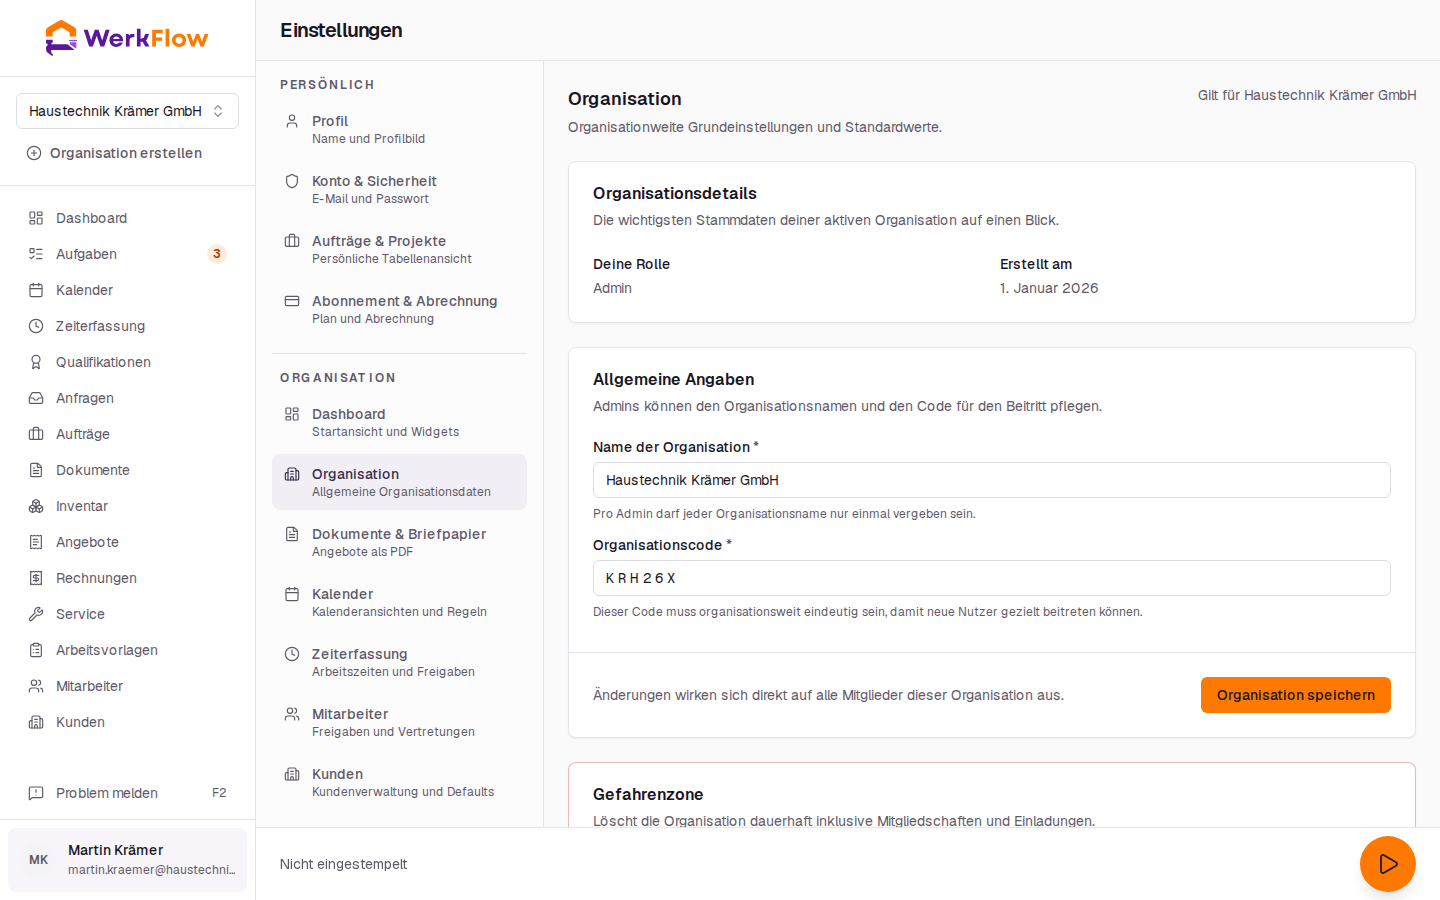 WerkFlow
Haustechnik Krämer GmbH
Organisation erstellen
Dashboard
Aufgaben 3
Kalender
Zeiterfassung
Qualifikationen
Anfragen
Aufträge
Dokumente
Inventar
Angebote
Rechnungen
Service
Arbeitsvorlagen
Mitarbeiter
Kunden
Problem melden F2
MK
Martin Krämer
martin.kraemer@haustechni...
Einstellungen
PERSÖNLICH
Profil
Name und Profilbild
Konto & Sicherheit
E-Mail und Passwort
Aufträge & Projekte
Persönliche Tabellenansicht
Abonnement & Abrechnung
Plan und Abrechnung
ORGANISATION
Dashboard
Startansicht und Widgets
Organisation
Allgemeine Organisationsdaten
Dokumente & Briefpapier
Angebote als PDF
Kalender
Kalenderansichten und Regeln
Zeiterfassung
Arbeitszeiten und Freigaben
Mitarbeiter
Freigaben und Vertretungen
Kunden
Kundenverwaltung und Defaults
Organisation
Gilt für Haustechnik Krämer GmbH
Organisationweite Grundeinstellungen und Standardwerte.
Organisationsdetails
Die wichtigsten Stammdaten deiner aktiven Organisation auf einen Blick.
Deine Rolle
Admin
Erstellt am
1. Januar 2026
Allgemeine Angaben
Admins können den Organisationsnamen und den Code für den Beitritt pflegen.
Name der Organisation *
Haustechnik Krämer GmbH
Pro Admin darf jeder Organisationsname nur einmal vergeben sein.
Organisationscode *
KRH26X
Dieser Code muss organisationsweit eindeutig sein, damit neue Nutzer gezielt beitreten können.
Änderungen wirken sich direkt auf alle Mitglieder dieser Organisation aus.
Organisation speichern
Gefahrenzone
Löscht die Organisation dauerhaft inklusive Mitgliedschaften und Einladungen.
Nicht eingestempelt